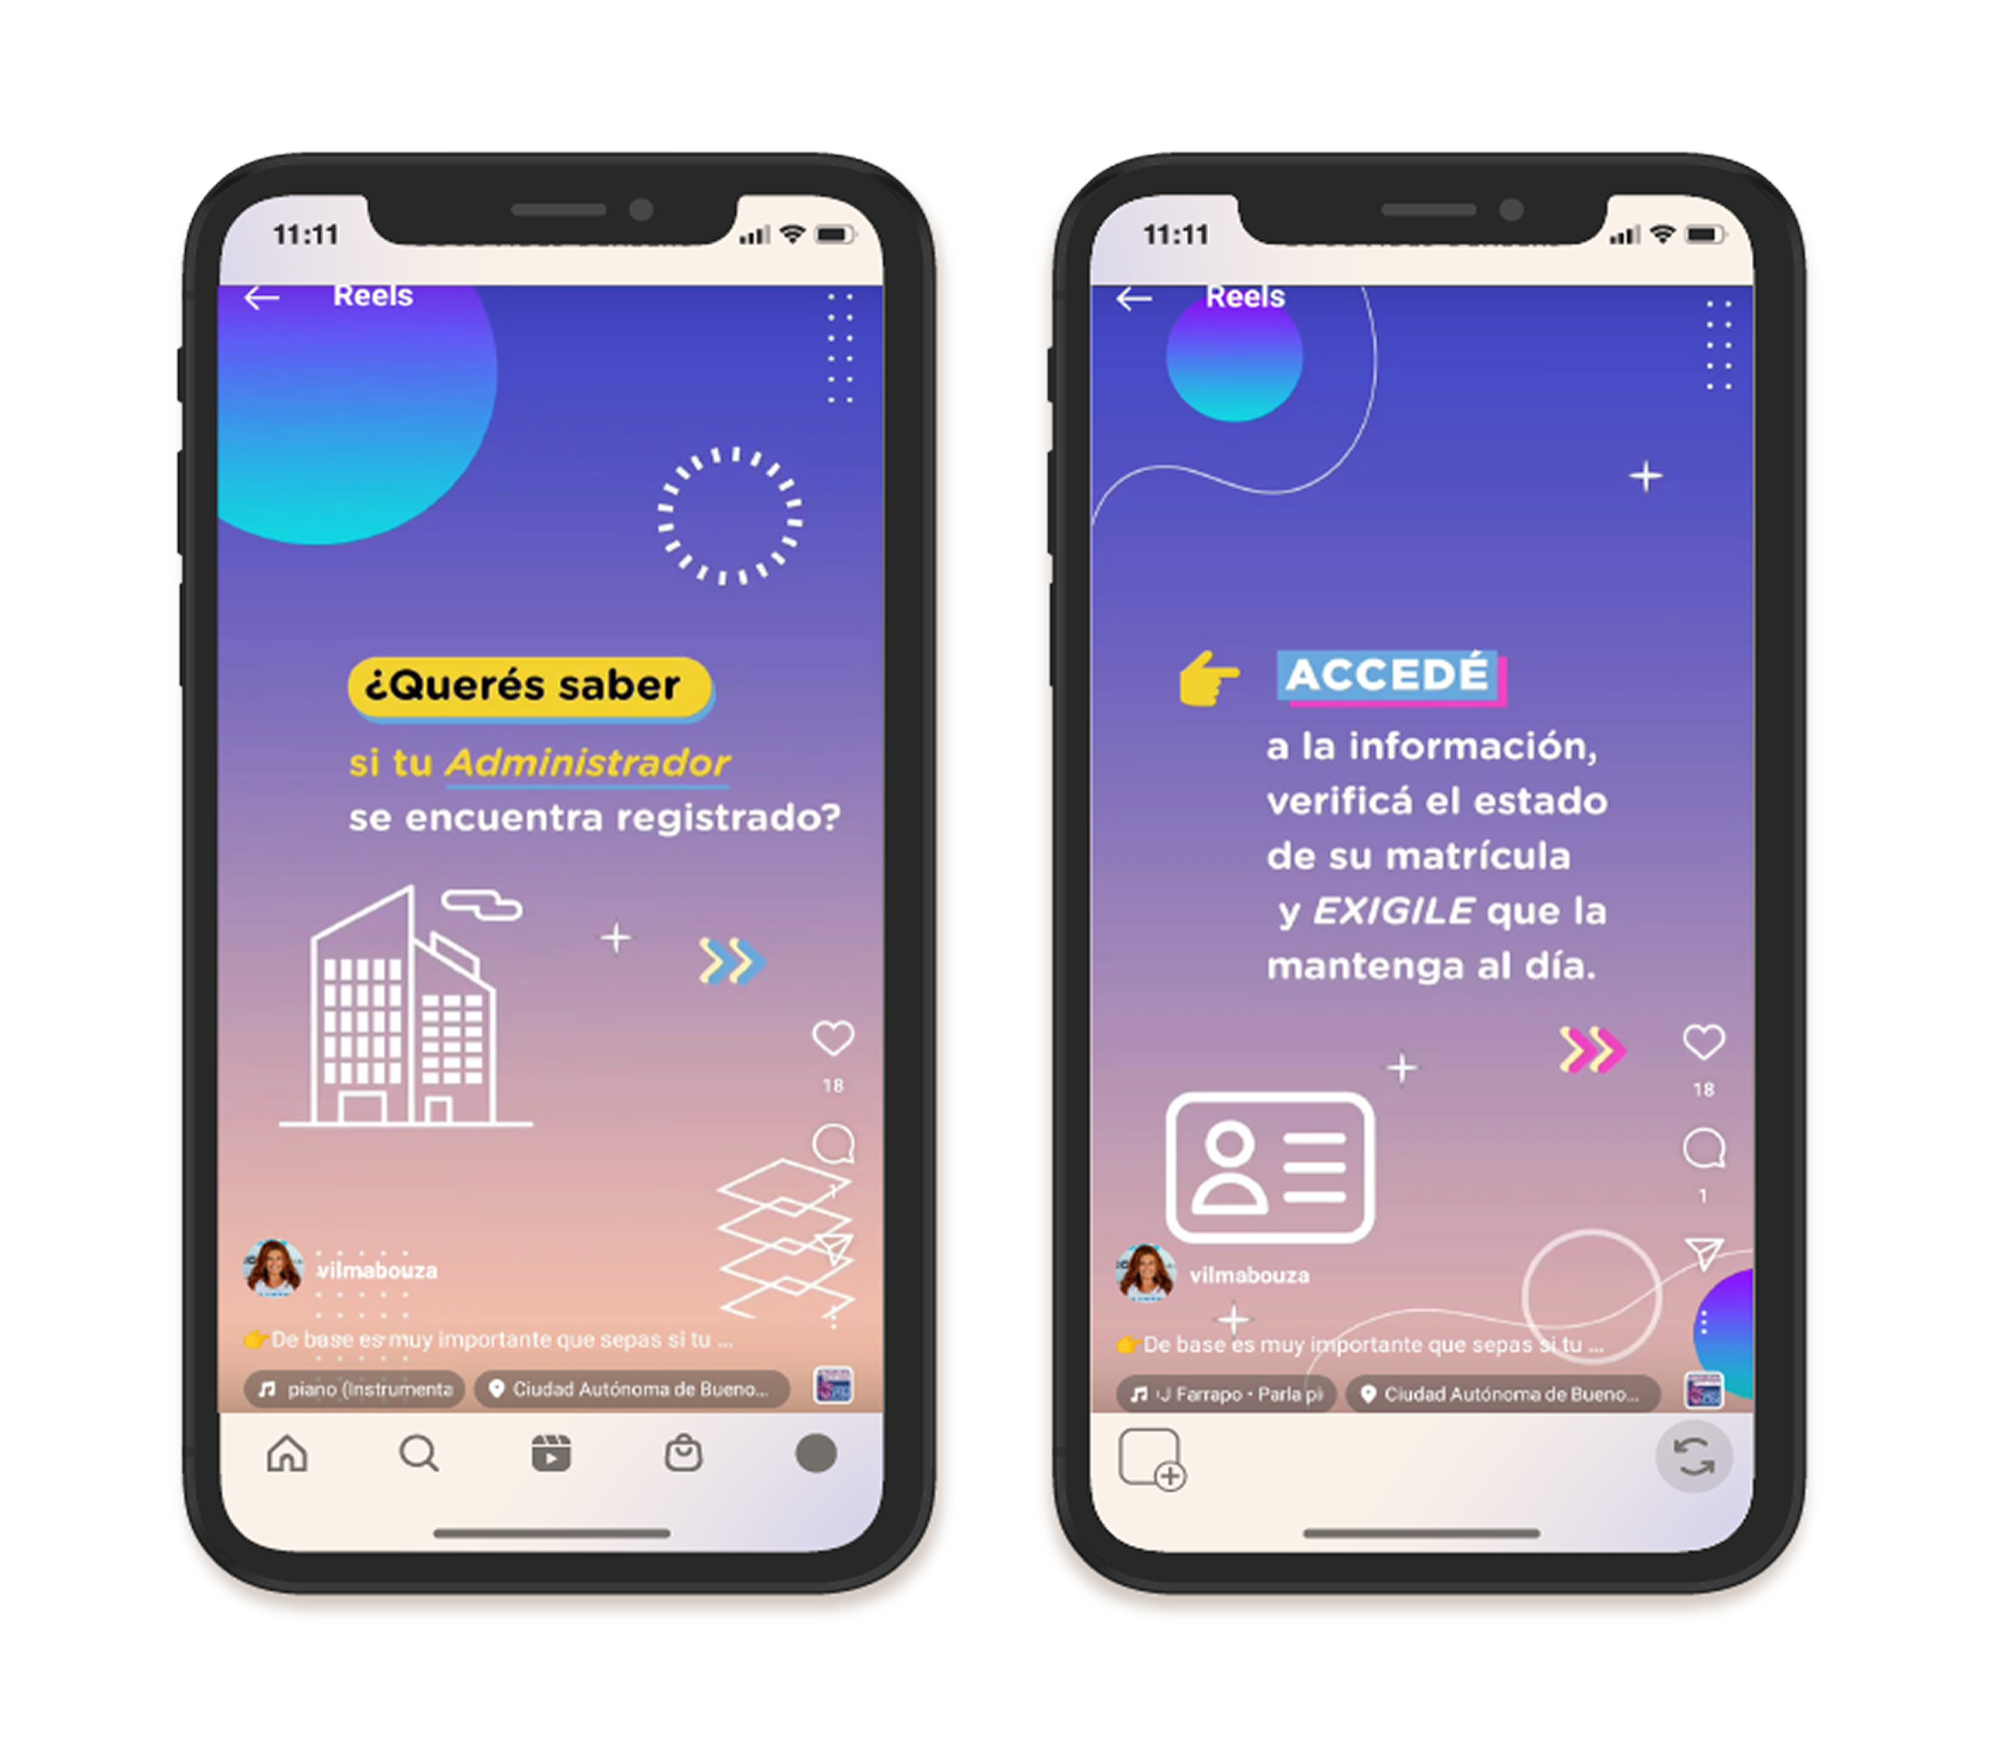 11:11
Reels
¿Querés saber
si tu Administrador
se encuentra registrado?
18
1
vilmabouza
👉De base es muy importante que sepas si tu ...
piano (Instrumenta
Ciudad Autónoma de Bueno...
11:11
Reels
👉 ACCEDÉ
a la información,
verificá el estado
de su matrícula
y EXIGILE que la
mantenga al día.
18
1
vilmabouza
👉De base es muy importante que sepas si tu ...
Farrapo • Parla
Ciudad Autónoma de Bueno...